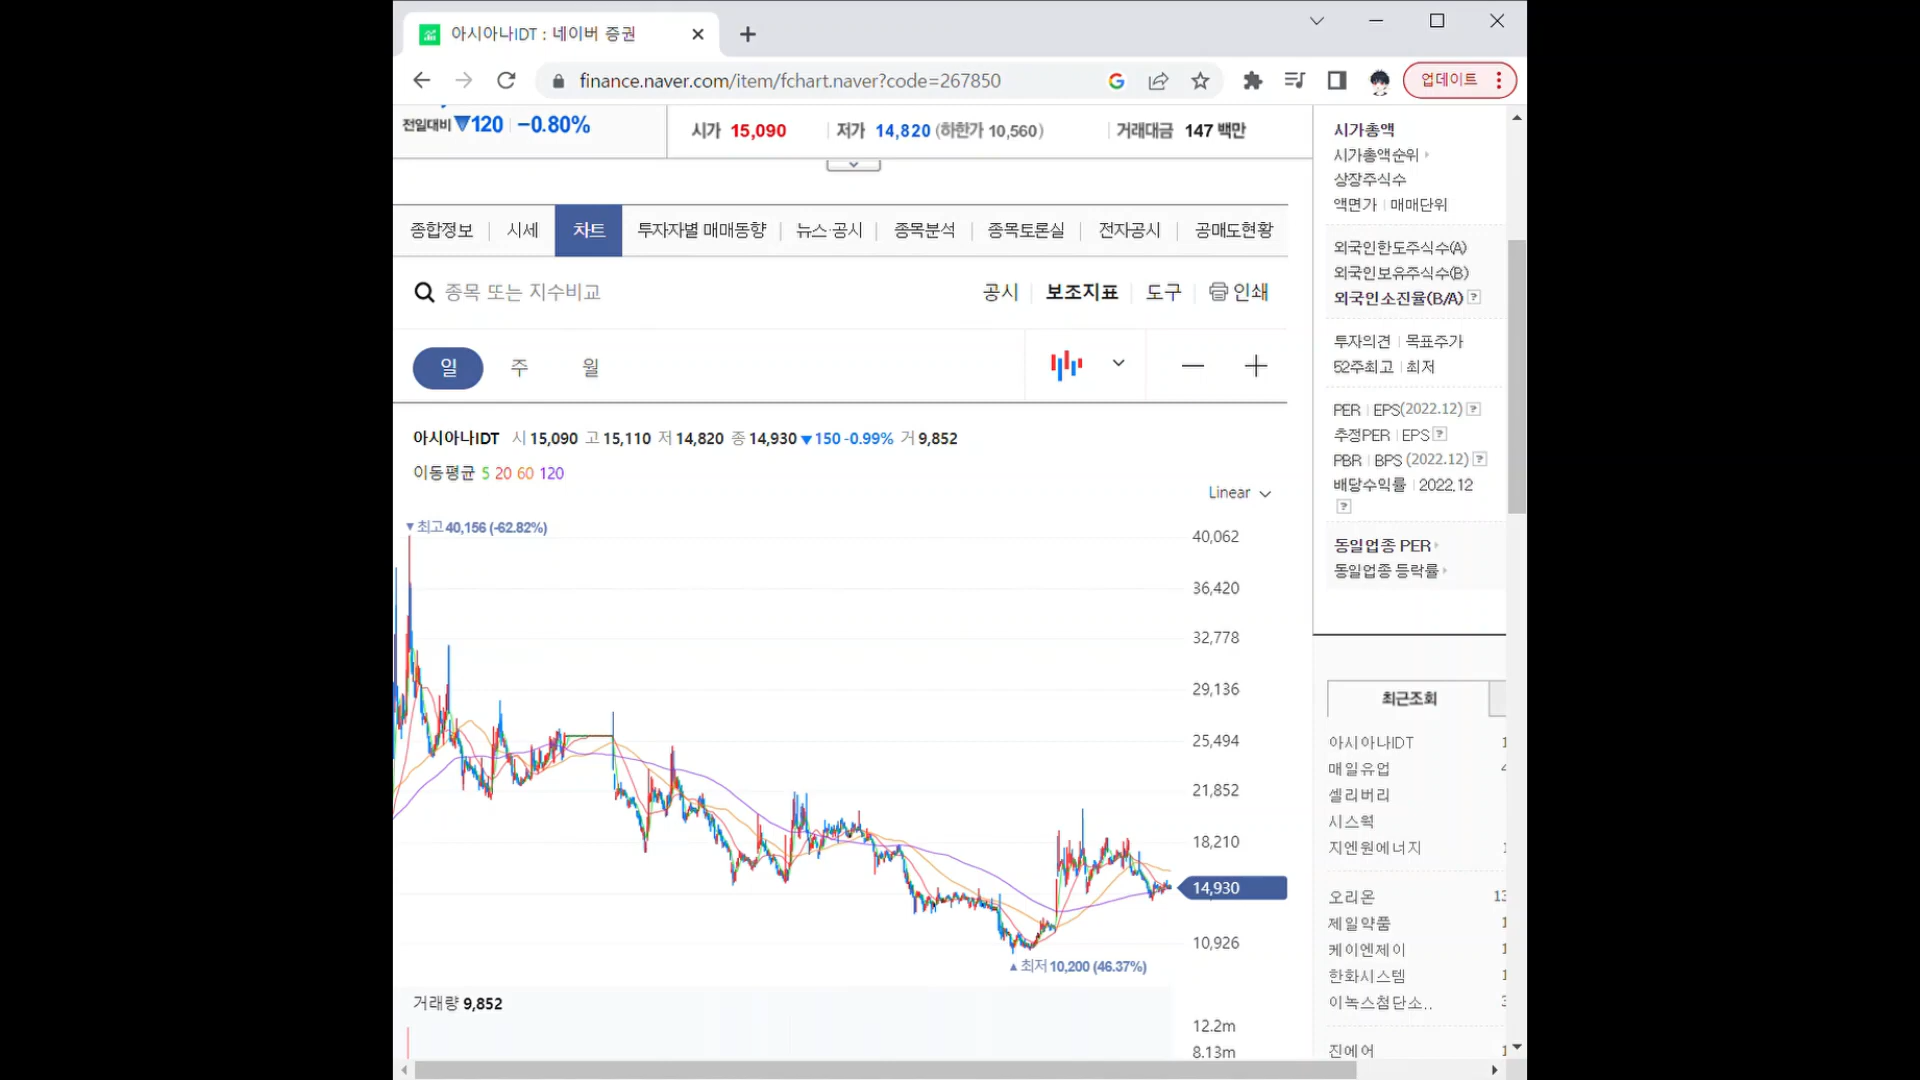 아시아나IDT : 네이버 증권
finance.naver.com/item/fchart.naver?code=267850
업데이트
전일대비 ▼120 −0.80%
시가 15,090 저가 14,820 (하한가 10,560) 거래대금 147 백만
종합정보 시세 차트 투자자별 매매동향 뉴스·공시 종목분석 종목토론실 전자공시 공매도현황
종목 또는 지수비교
공시 보조지표 도구 인쇄
일 주 월
아시아나IDT 시 15,090 고 15,110 저 14,820 종 14,930 ▼150 -0.99% 거 9,852
이동평균 5 20 60 120
Linear
▼최고 40,156 (-62.82%)
40,062
36,420
32,778
29,136
25,494
21,852
18,210
14,930
10,926
▲최저 10,200 (46.37%)
거래량 9,852
12.2m
8.13m
시가총액
시가총액순위
상장주식수
액면가 매매단위
외국인한도주식수(A)
외국인보유주식수(B)
외국인소진율(B/A) ?
투자의견 목표주가
52주최고 최저
PER EPS(2022.12) ?
추정PER EPS ?
PBR BPS (2022.12) ?
배당수익률 2022.12
?
동일업종 PER
동일업종 등락률
최근조회
아시아나IDT 1
매일유업
셀리버리
시스웍
지엔원에너지
오리온 13
제일약품 1
케이엔제이 1
한화시스템 1
이녹스첨단소..
진에어 1